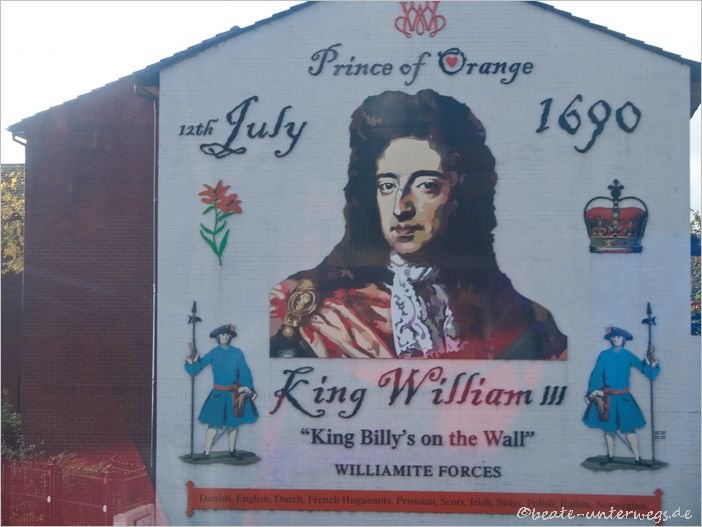 Prince of Orange
12th July 1690
King William III
"King Billy's on the Wall"
WILLIAMITE FORCES
Danish, English, Dutch, French Huguenots, Prussian, Scots, Irish, Swiss, Polish, Italian, Norwegian
©beate-unterwegs.de